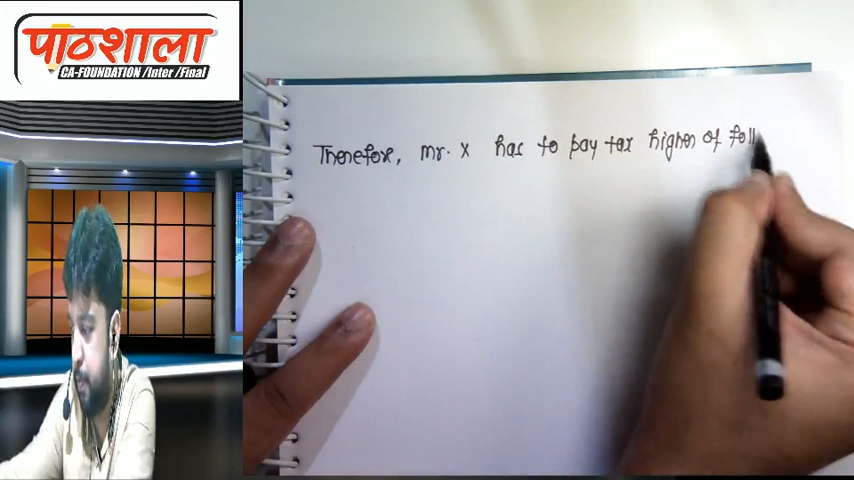 पाठशाला
CA-FOUNDATION /Inter /Final
Therefore, mr. X has to pay tax higher of foll